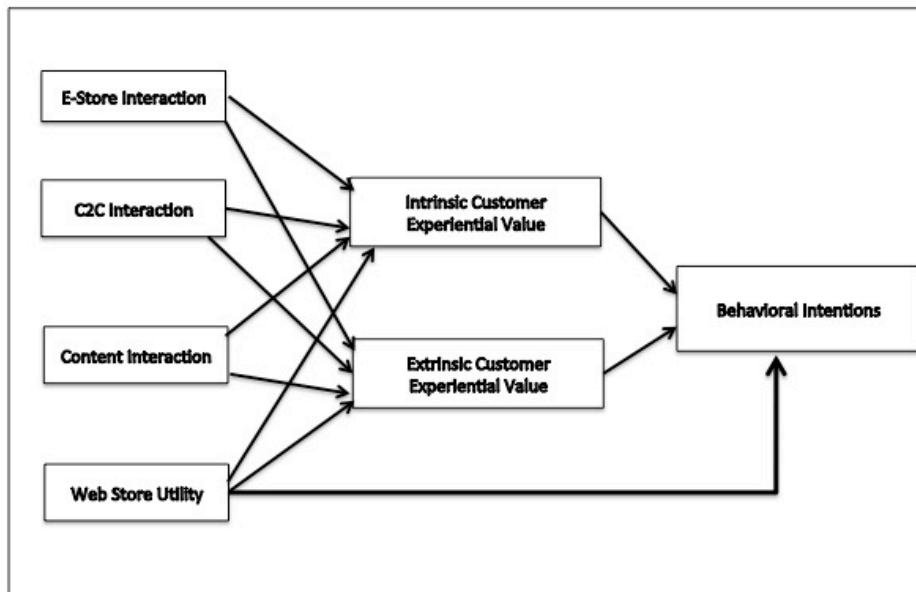 E-Store Interaction
C2C Interaction
Content Interaction
Web Store Utility
Intrinsic Customer
Experiential Value
Extrinsic Customer
Experiential Value
Behavioral Intentions